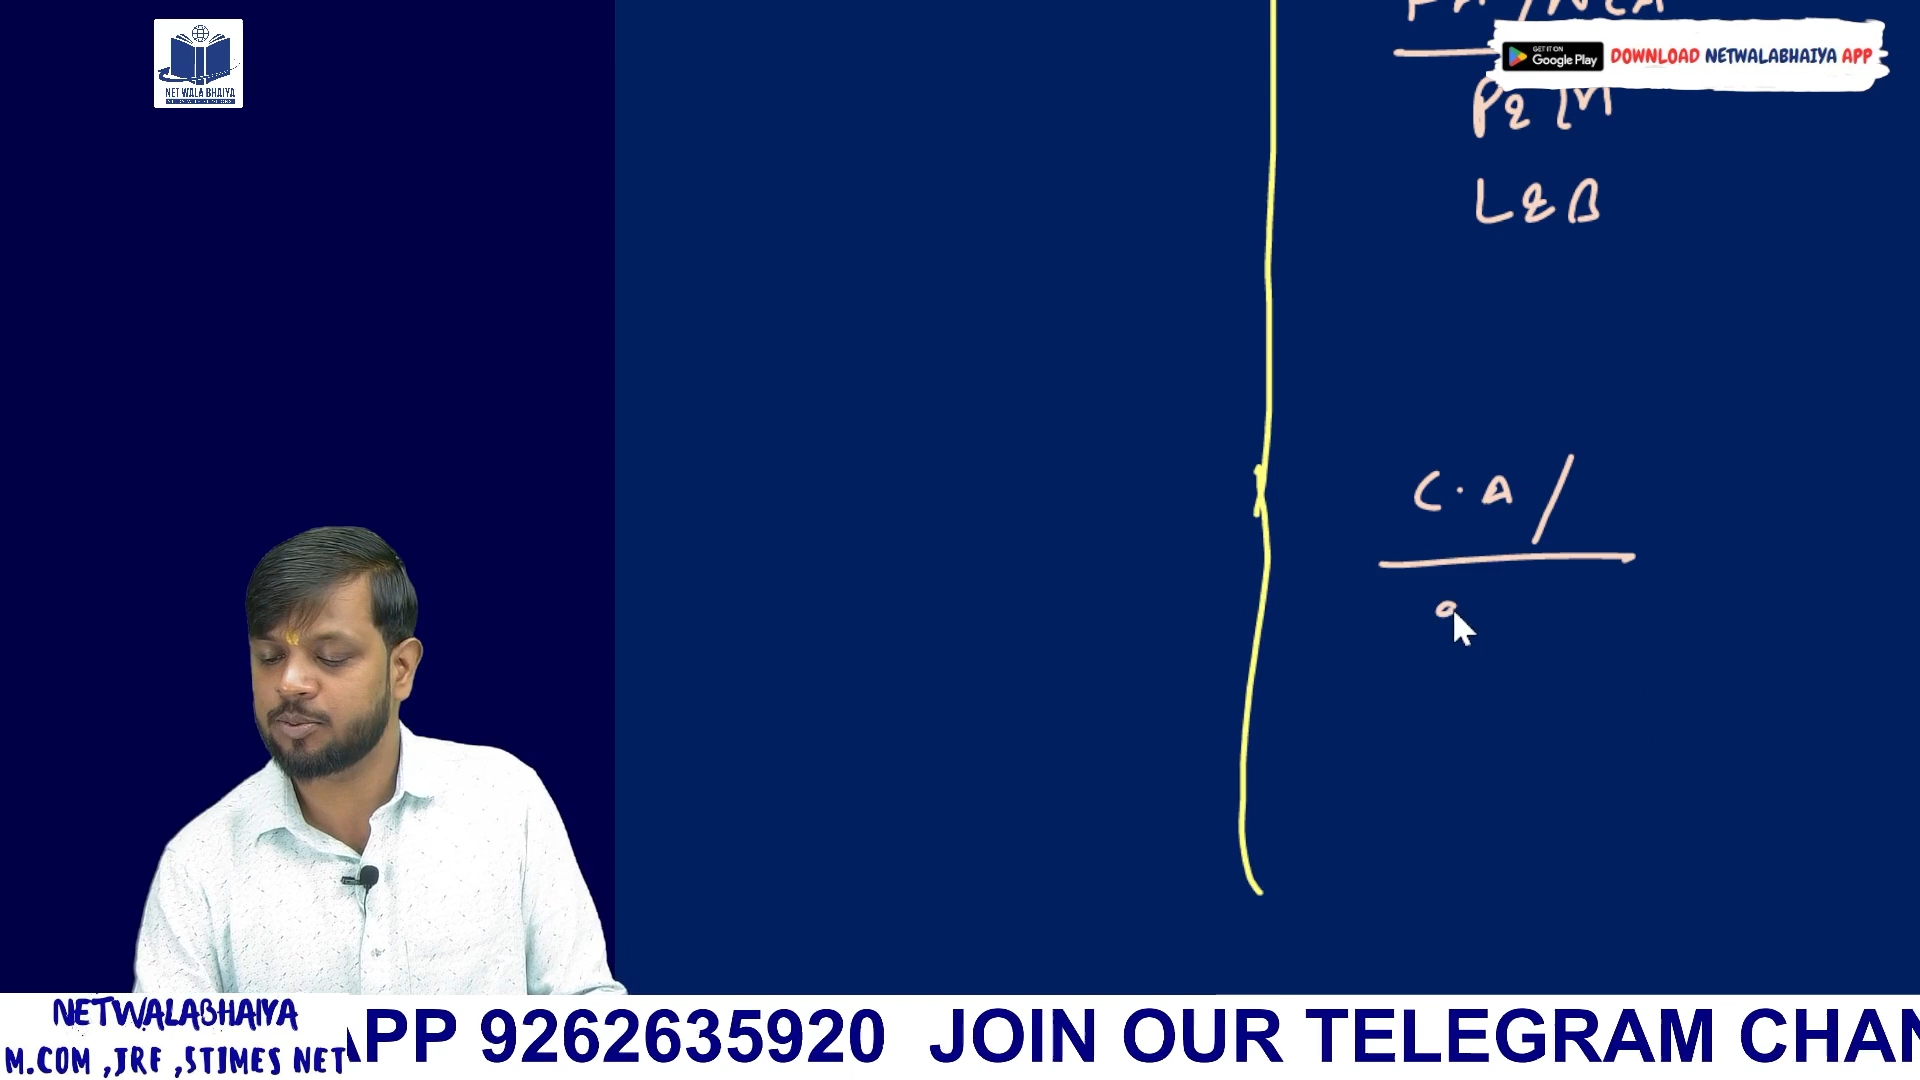 NET WALA BHAIYA
GET IT ON
Google Play
DOWNLOAD NETWALABHAIYA APP
P&M
L&B
C.A/
NETWALABHAIYA
M.COM ,JRF ,5TIMES NET
APP 9262635920 JOIN OUR TELEGRAM CHAN